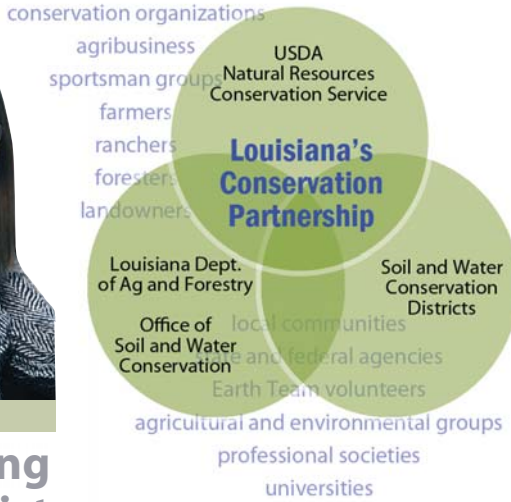 conservation organizations
agribusiness
sportsman groups
farmers
ranchers
foresters
landowners
USDA
Natural Resources
Conservation Service
Louisiana's
Conservation
Partnership
Louisiana Dept.
of Ag and Forestry
Office of
Soil and Water
Conservation
Soil and Water
Conservation
Districts
local communities
state and federal agencies
Earth Team volunteers
agricultural and environmental groups
professional societies
universities
ng